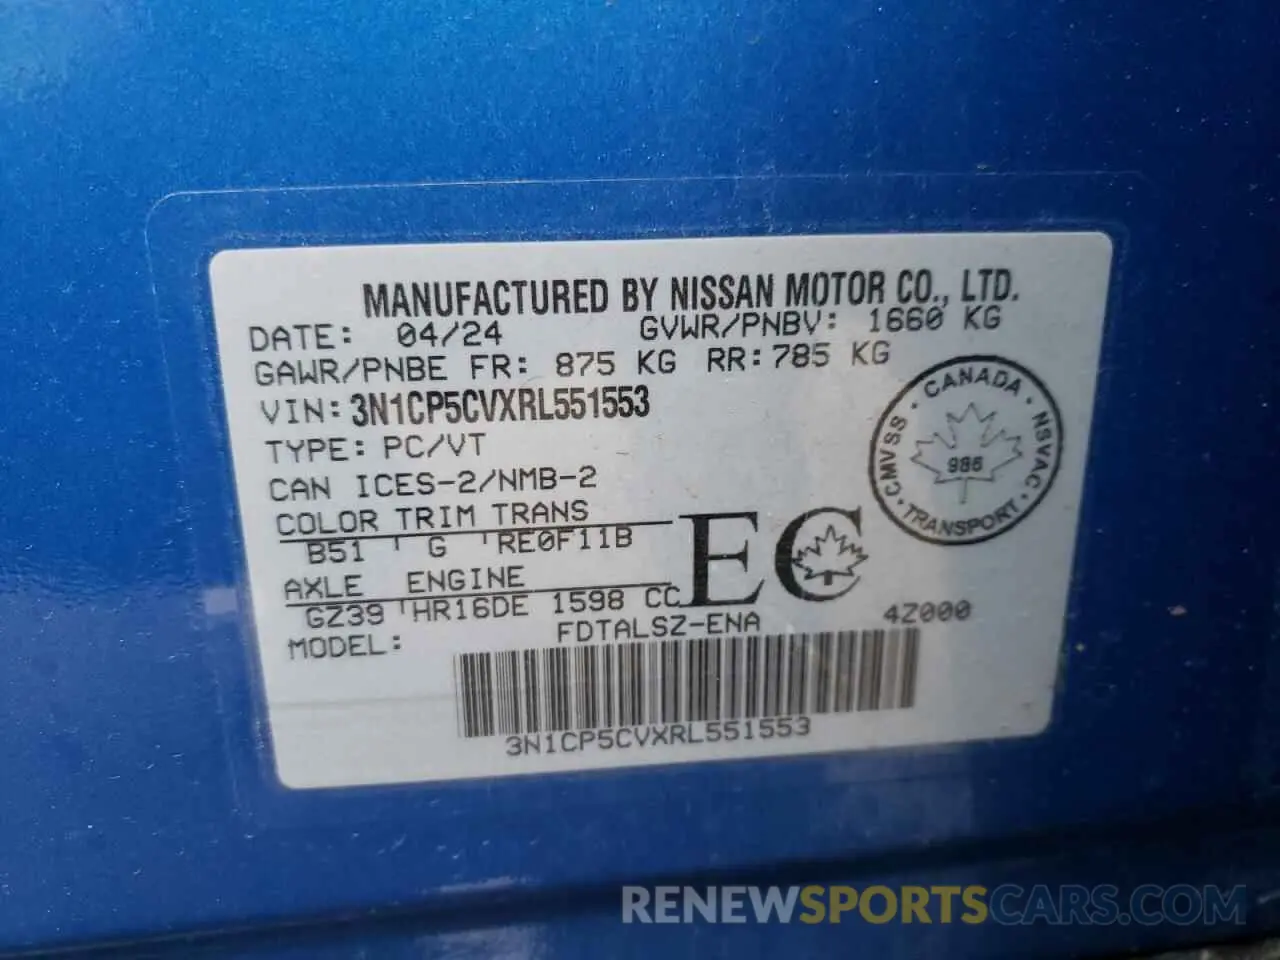 MANUFACTURED BY NISSAN MOTOR CO., LTD.
DATE: 04/24 GVWR/PNBV: 1660 KG
GAWR/PNBE FR: 875 KG RR:785 KG
VIN: 3N1CP5CVXRL551553
TYPE: PC/VT
CAN ICES-2/NMB-2
COLOR TRIM TRANS
B51 G RE0F11B
AXLE ENGINE
GZ39 HR16DE 1598 CC
MODEL: FDTALSZ-ENA 4Z000
3N1CP5CVXRL551553
EC
CMVSS · CANADA · NSVAC · TRANSPORT ·
986
RENEWSPORTSCARS.COM